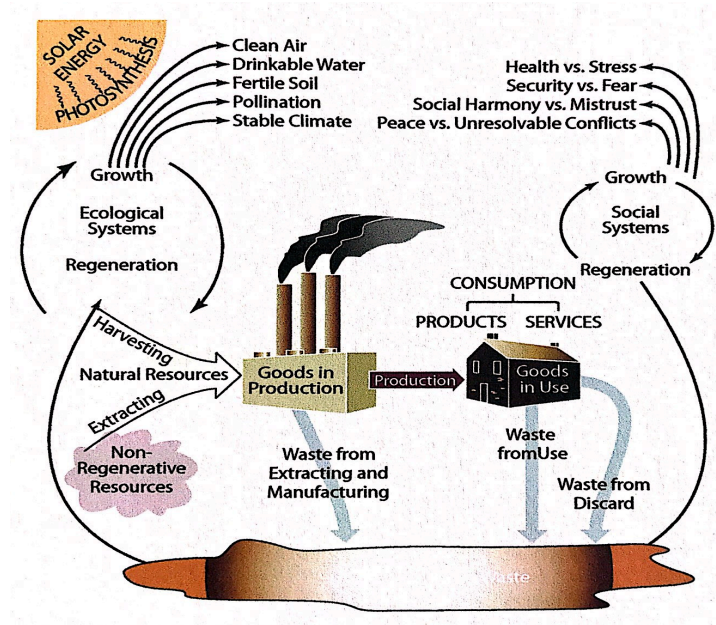 SOLAR
ENERGY
PHOTOSYNTHESIS
Clean Air
Drinkable Water
Fertile Soil
Pollination
Stable Climate
Health vs. Stress
Security vs. Fear
Social Harmony vs. Mistrust
Peace vs. Unresolvable Conflicts
Growth
Ecological
Systems
Regeneration
Growth
Social
Systems
Regeneration
CONSUMPTION
PRODUCTS SERVICES
Harvesting
Natural Resources
Extracting
Non-
Regenerative
Resources
Goods in
Production
Production
Goods
in Use
Waste from
Extracting and
Manufacturing
Waste
fromUse
Waste from
Discard
Waste